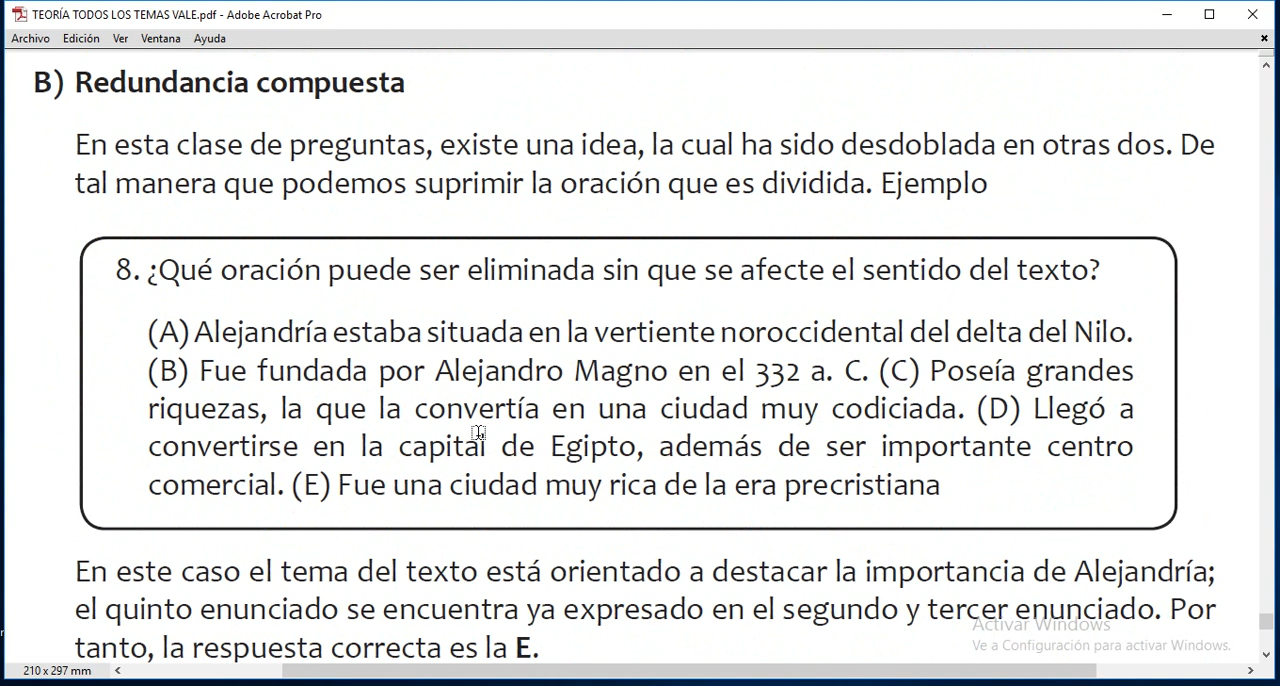 TEORÍA TODOS LOS TEMAS VALE.pdf - Adobe Acrobat Pro
Archivo Edición Ver Ventana Ayuda
B) Redundancia compuesta
En esta clase de preguntas, existe una idea, la cual ha sido desdoblada en otras dos. De
tal manera que podemos suprimir la oración que es dividida. Ejemplo
8. ¿Qué oración puede ser eliminada sin que se afecte el sentido del texto?
(A) Alejandría estaba situada en la vertiente noroccidental del delta del Nilo.
(B) Fue fundada por Alejandro Magno en el 332 a. C. (C) Poseía grandes
riquezas, la que la convertía en una ciudad muy codiciada. (D) Llegó a
convertirse en la capital de Egipto, además de ser importante centro
comercial. (E) Fue una ciudad muy rica de la era precristiana
En este caso el tema del texto está orientado a destacar la importancia de Alejandría;
el quinto enunciado se encuentra ya expresado en el segundo y tercer enunciado. Por
tanto, la respuesta correcta es la E.
Activar Windows
Ve a Configuración para activar Windows.
210 x 297 mm